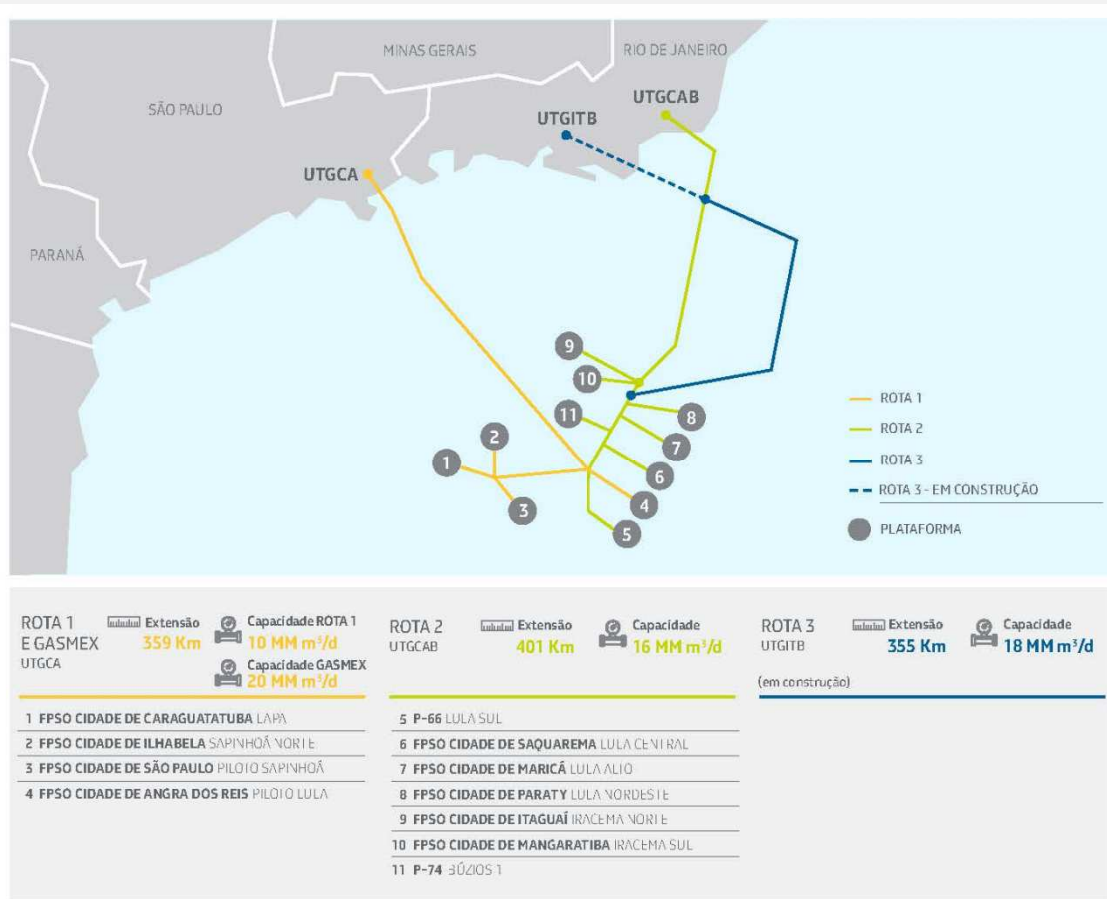 MINAS GERAIS
RIO DE JANEIRO
SÃO PAULO
UTGCAB
UTGITB
UTGCA
PARANÁ
9
10
11
8
7
2
1
6
3
4
5
ROTA 1
ROTA 2
ROTA 3
ROTA 3 - EM CONSTRUÇÃO
PLATAFORMA
ROTA 1
E GASMEX
UTGCA
Extensão
359 Km
Capacidade ROTA 1
10 MM m³/d
Capacidade GASMEX
20 MM m³/d
1 FPSO CIDADE DE CARAGUATATUBA LAPA
2 FPSO CIDADE DE ILHABELA SAPINHOÁ NORTE
3 FPSO CIDADE DE SÃO PAULO PILOTO SAPINHOÁ
4 FPSO CIDADE DE ANGRA DOS REIS PILOTO LULA
ROTA 2
UTGCAB
Extensão
401 Km
Capacidade
16 MM m³/d
5 P-66 LULA SUL
6 FPSO CIDADE DE SAQUAREMA LULA CENTRAL
7 FPSO CIDADE DE MARICÁ LULA ALTO
8 FPSO CIDADE DE PARATY LULA NORDESTE
9 FPSO CIDADE DE ITAGUAÍ IRACEMA NORTE
10 FPSO CIDADE DE MANGARATIBA IRACEMA SUL
11 P-74 BÚZIOS 1
ROTA 3
UTGITB
Extensão
355 Km
Capacidade
18 MM m³/d
(em construção)